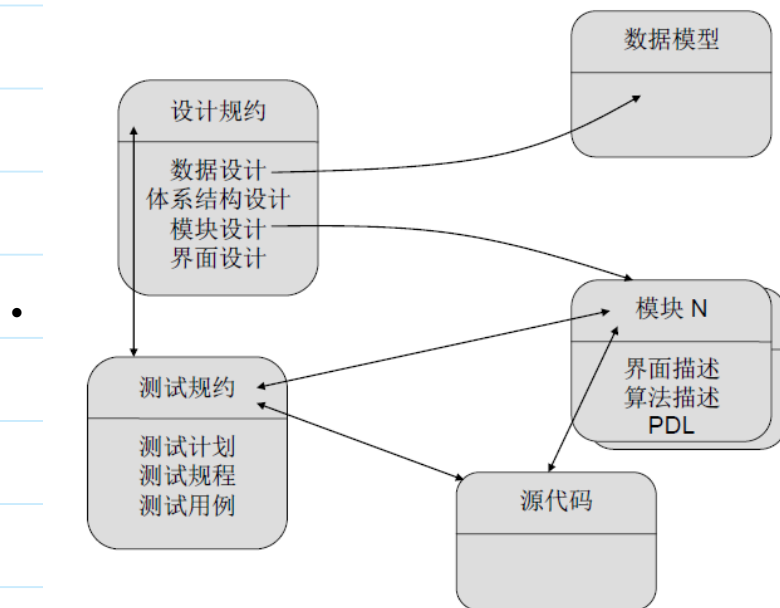 数据模型
设计规约
数据设计
体系结构设计
模块设计
界面设计
模块 N
界面描述
算法描述
PDL
测试规约
测试计划
测试规程
测试用例
源代码